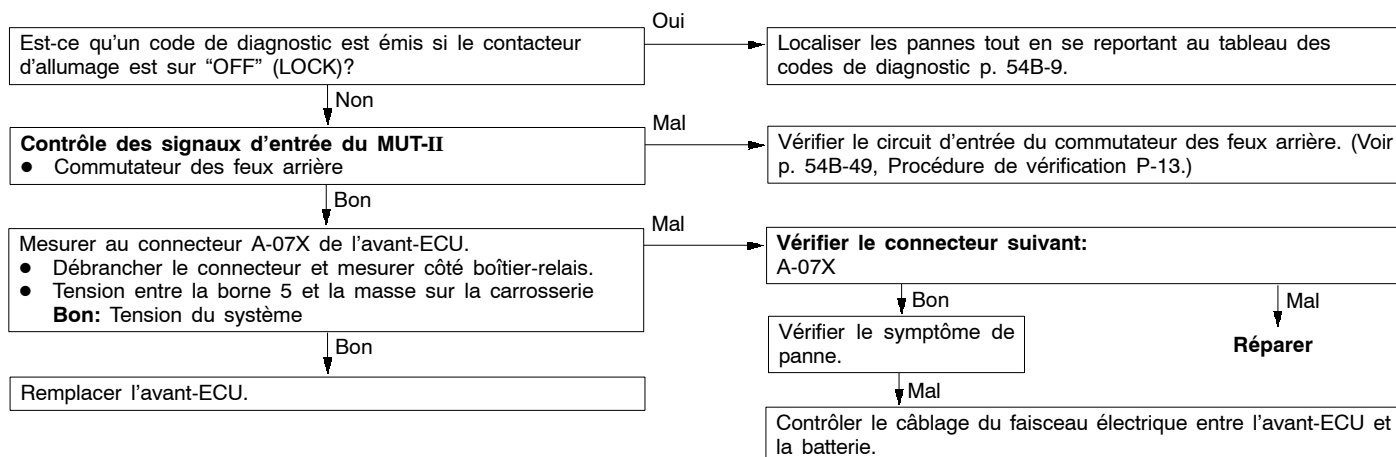 Oui
Est-ce qu'un code de diagnostic est émis si le contacteur
d'allumage est sur “OFF” (LOCK)?
Localiser les pannes tout en se reportant au tableau des
codes de diagnostic p. 54B-9.
Non
Mal
Contrôle des signaux d'entrée du MUT-II
● Commutateur des feux arrière
Vérifier le circuit d'entrée du commutateur des feux arrière. (Voir
p. 54B-49, Procédure de vérification P-13.)
Bon
Mal
Mesurer au connecteur A-07X de l'avant-ECU.
● Débrancher le connecteur et mesurer côté boîtier-relais.
● Tension entre la borne 5 et la masse sur la carrosserie
Bon: Tension du système
Vérifier le connecteur suivant:
A-07X
Bon
Mal
Vérifier le symptôme de
panne.
Réparer
Bon
Remplacer l'avant-ECU.
Mal
Contrôler le câblage du faisceau électrique entre l'avant-ECU et
la batterie.